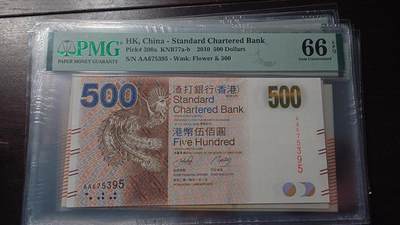 PMG
PAPER MONEY GUARANTY
HK, China - Standard Chartered Bank
Pick# 300a KNB77a-b 2010 500 Dollars
S/N AA675395 - Wmk: Flower & 500
66 EPQ
Gem Uncirculated
500
渣打銀行(香港)
Standard
Chartered Bank
500
港幣伍佰圓
Five Hundred
AA675395
AA675395